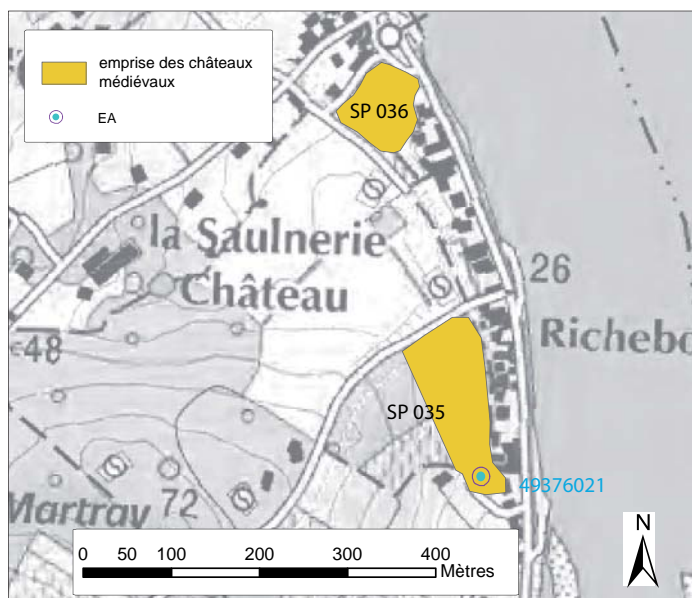 emprise des châteaux
médiévaux
EA
SP 036
la Saulnerie
Château
26
Richebo
48
SP 035
49376021
Martray
72
N
0 50 100 200 300 400
Mètres